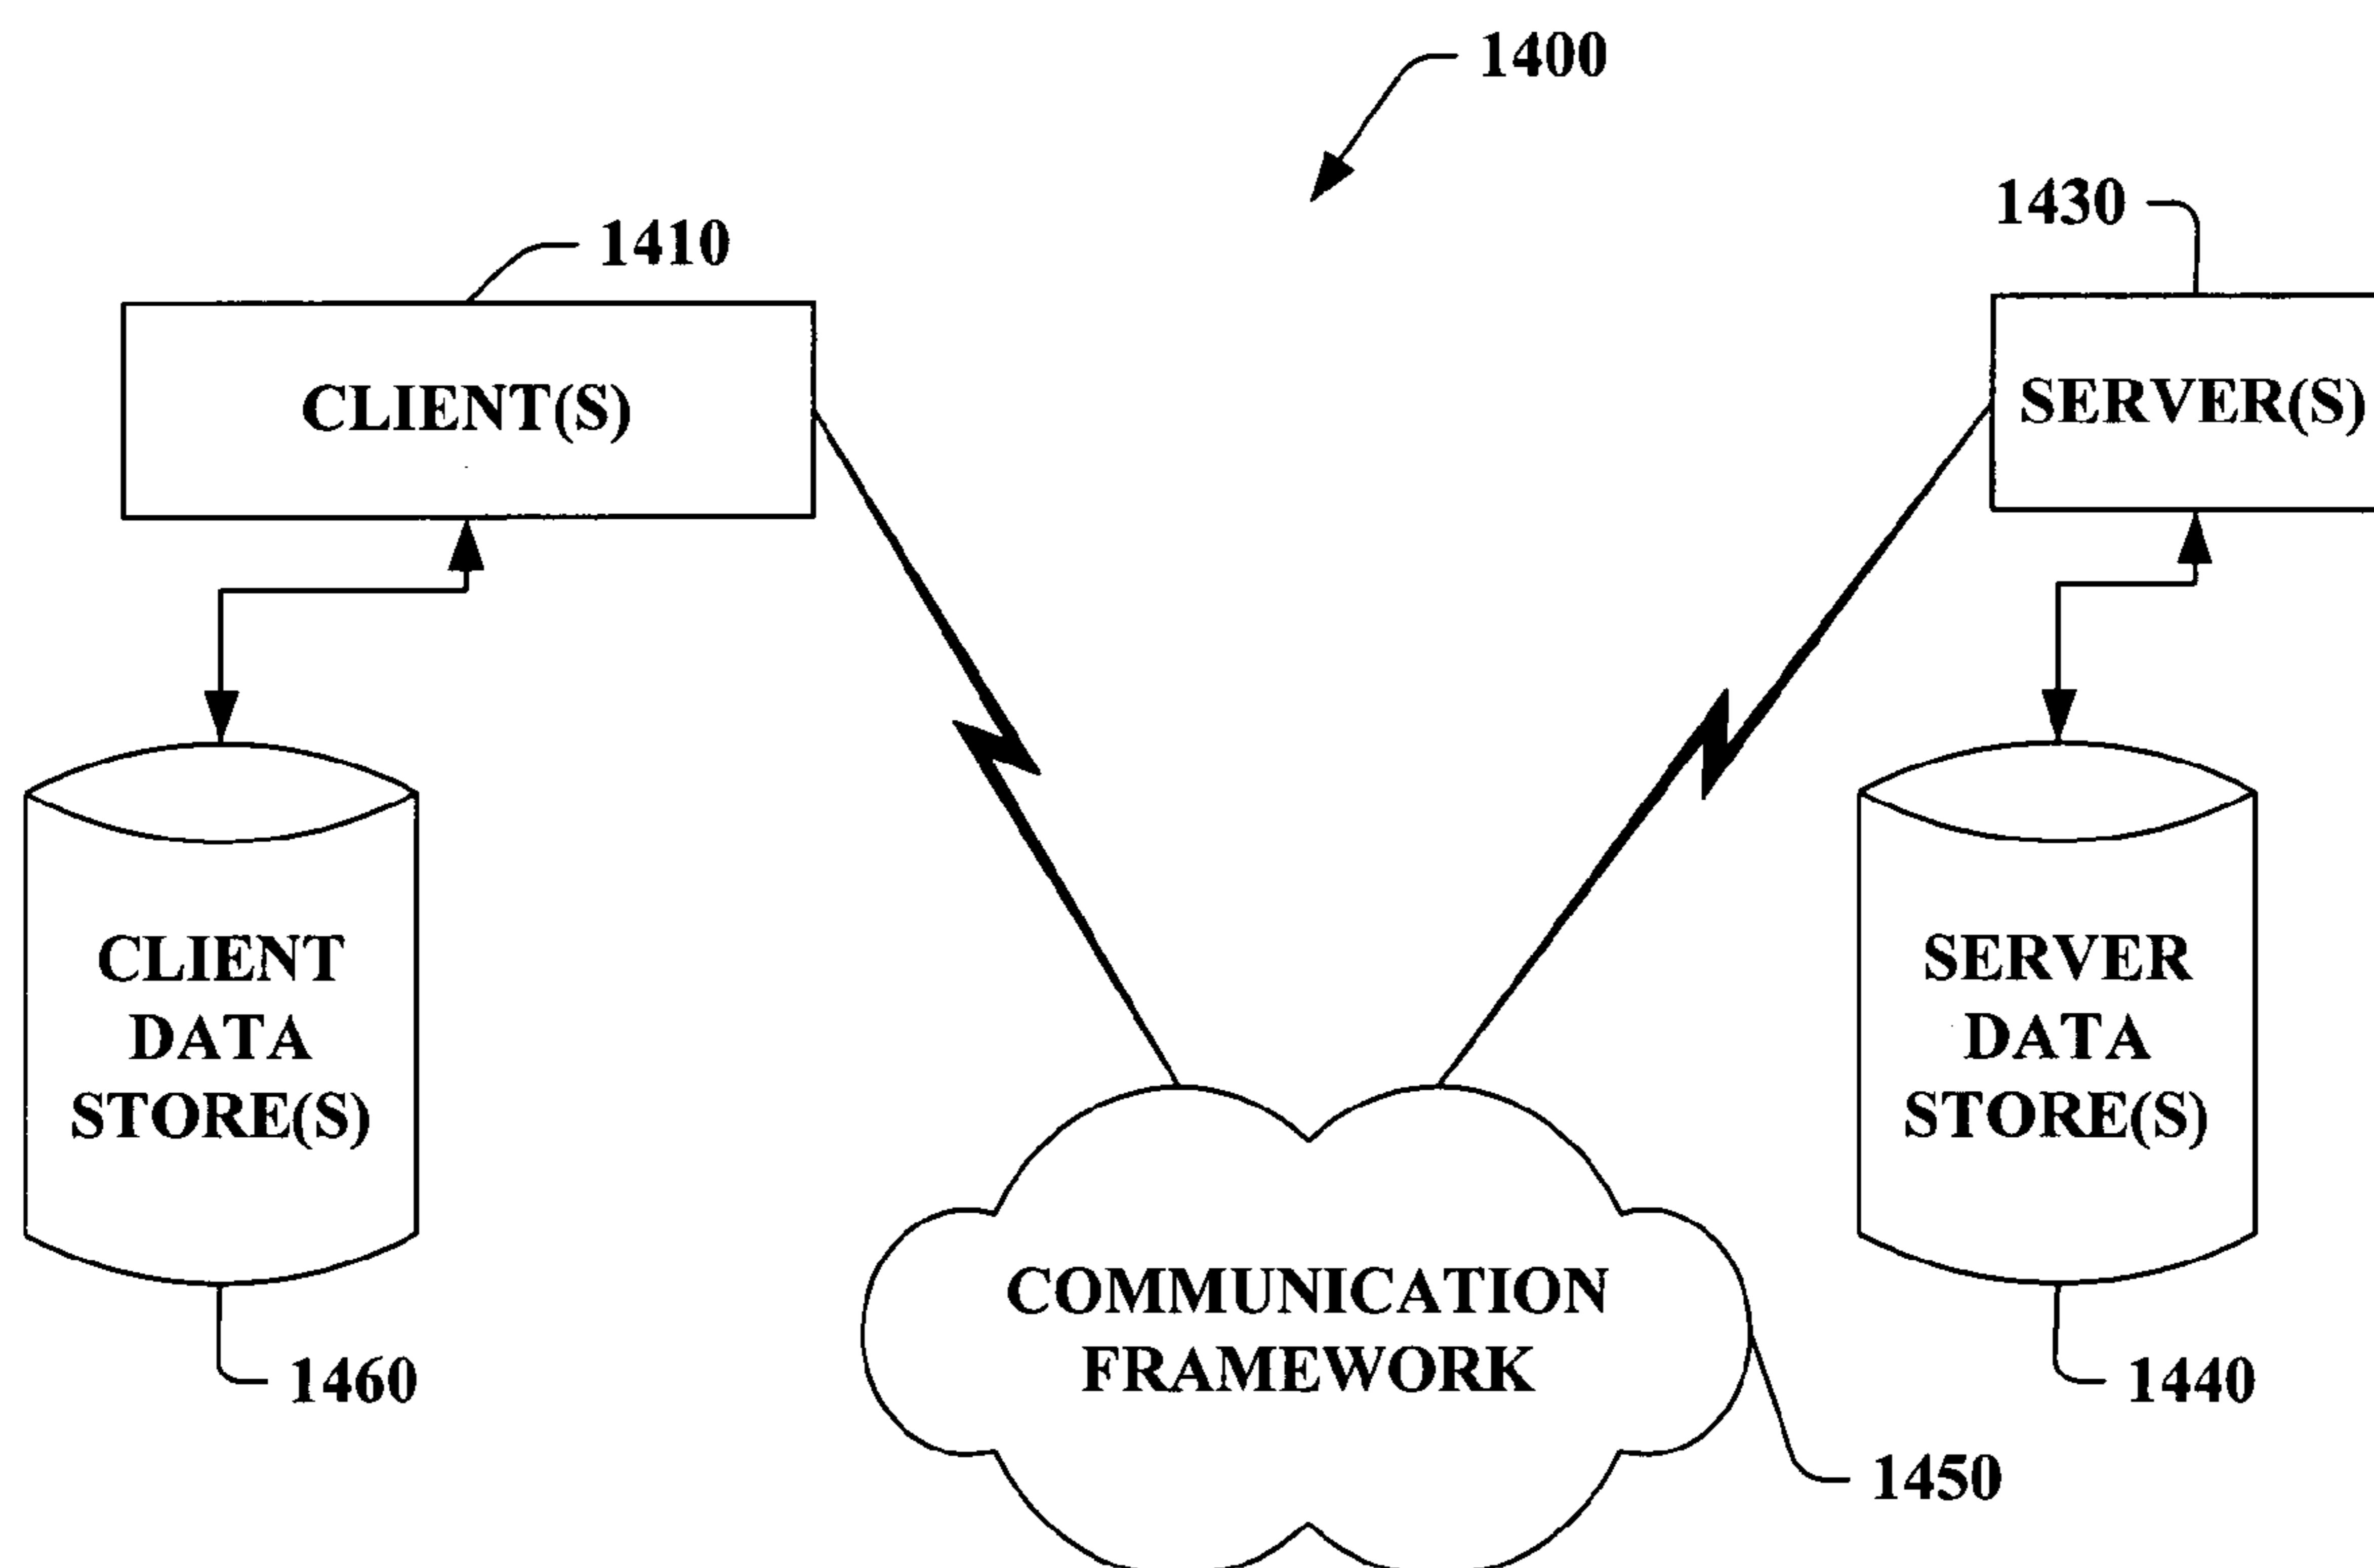 1400
1430
1410
CLIENT(S)
SERVER(S)
CLIENT
DATA
STORE(S)
SERVER
DATA
STORE(S)
COMMUNICATION
FRAMEWORK
1460
1440
1450